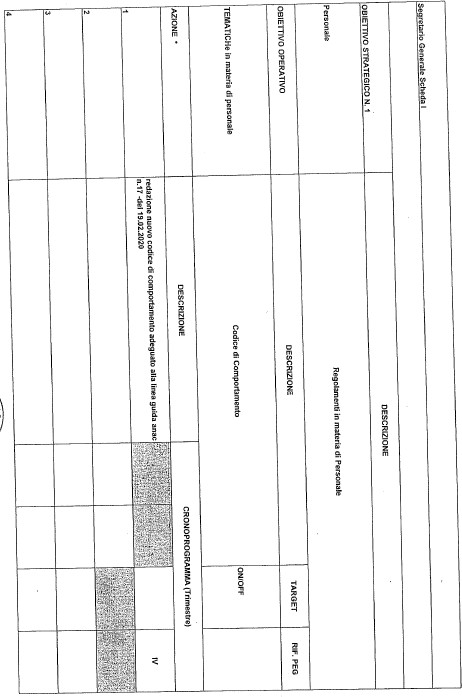 Segretario Generale Scheda I
DESCRIZIONE
OBIETTIVO STRATEGICO N. 1
Personale
Regolamenti in materia di Personale
OBIETTIVO OPERATIVO
DESCRIZIONE
TARGET
RIF. PEG
TEMATICHe in materia di personale
Codice di Comportamento
ON/OFF
AZIONE *
DESCRIZIONE
CRONOPROGRAMMA (Trimestre)
IV
1
redazione nuovo codice di comportamento adeguato alla linea guida anac
n.17 -del 19.02.2020
2
3
4